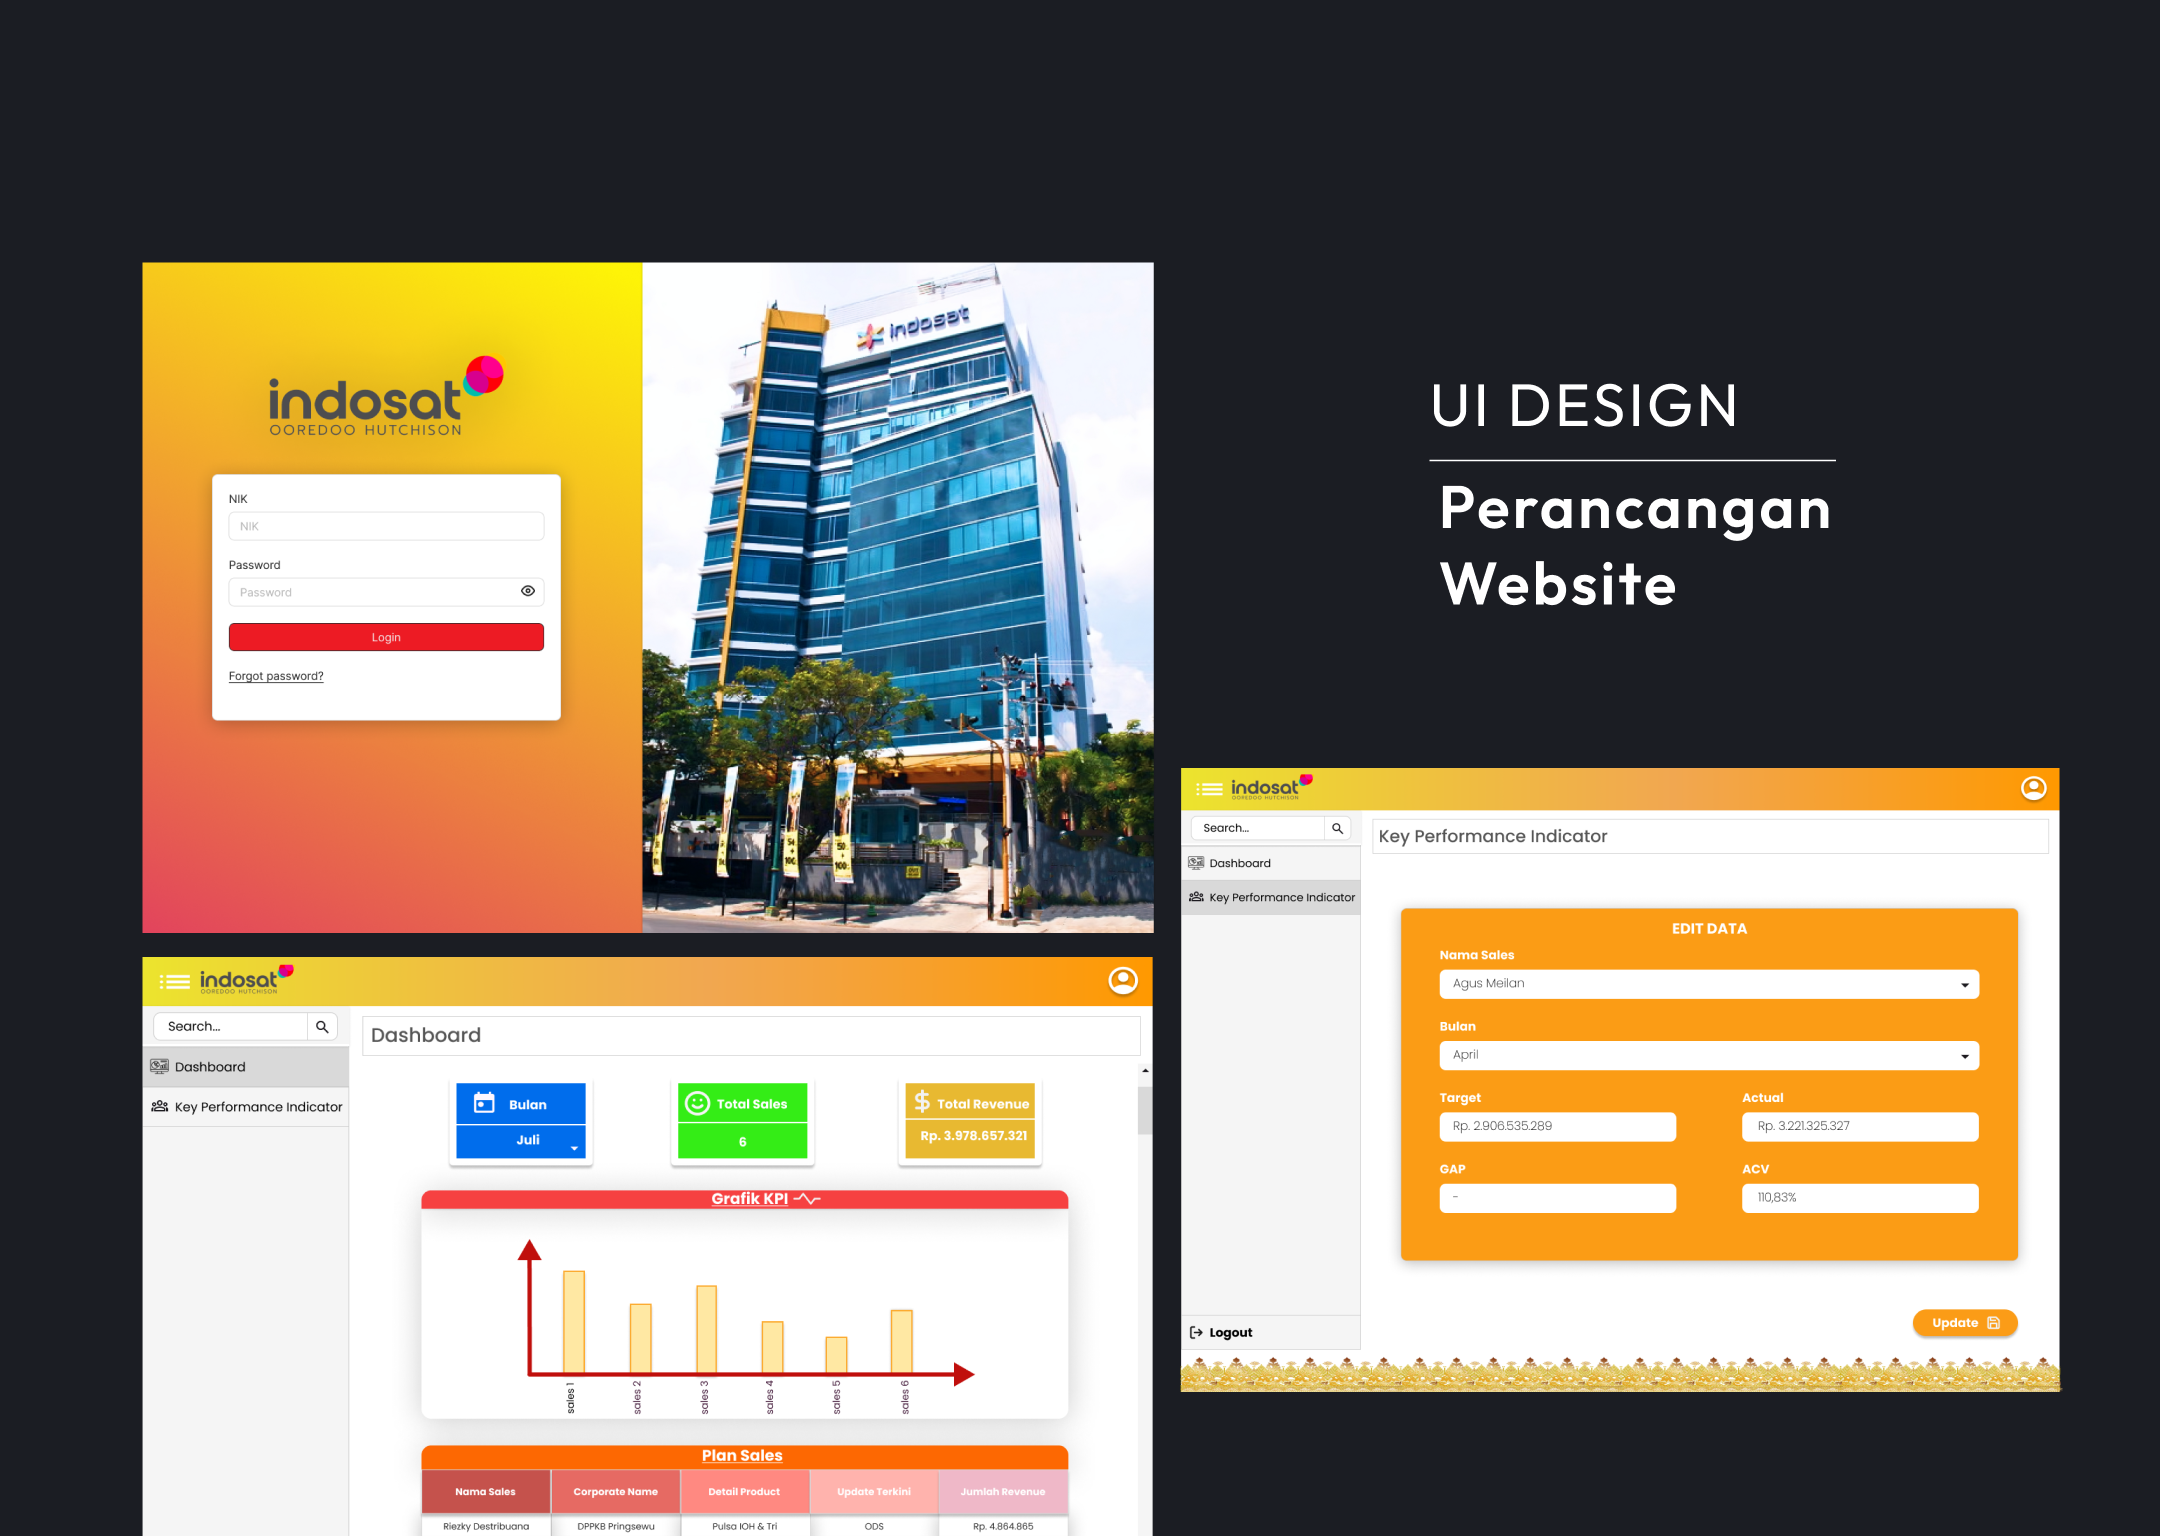 indosat
OOREDOO HUTCHISON
NIK
NIK
Password
Password
Login
Forgot password?
indosat
UI DESIGN
Perancangan
Website
indosat
OOREDOO HUTCHISON
Search...
Dashboard
Key Performance Indicator
Dashboard
Bulan
Juli
Total Sales
6
Total Revenue
Rp. 3.978.657.321
Grafik KPI
sales 1
sales 2
sales 3
sales 4
sales 5
sales 6
Plan Sales
Nama Sales Corporate Name Detail Product Update Terkini Jumlah Revenue
Riezky Destribuana DPPKB Pringsewu Pulsa IOH & Tri ODS Rp. 4.864.865
indosat
OOREDOO HUTCHISON
Search...
Dashboard
Key Performance Indicator
Logout
Key Performance Indicator
EDIT DATA
Nama Sales
Agus Meilan
Bulan
April
Target Actual
Rp. 2.906.535.289 Rp. 3.221.325.327
GAP ACV
- 110,83%
Update